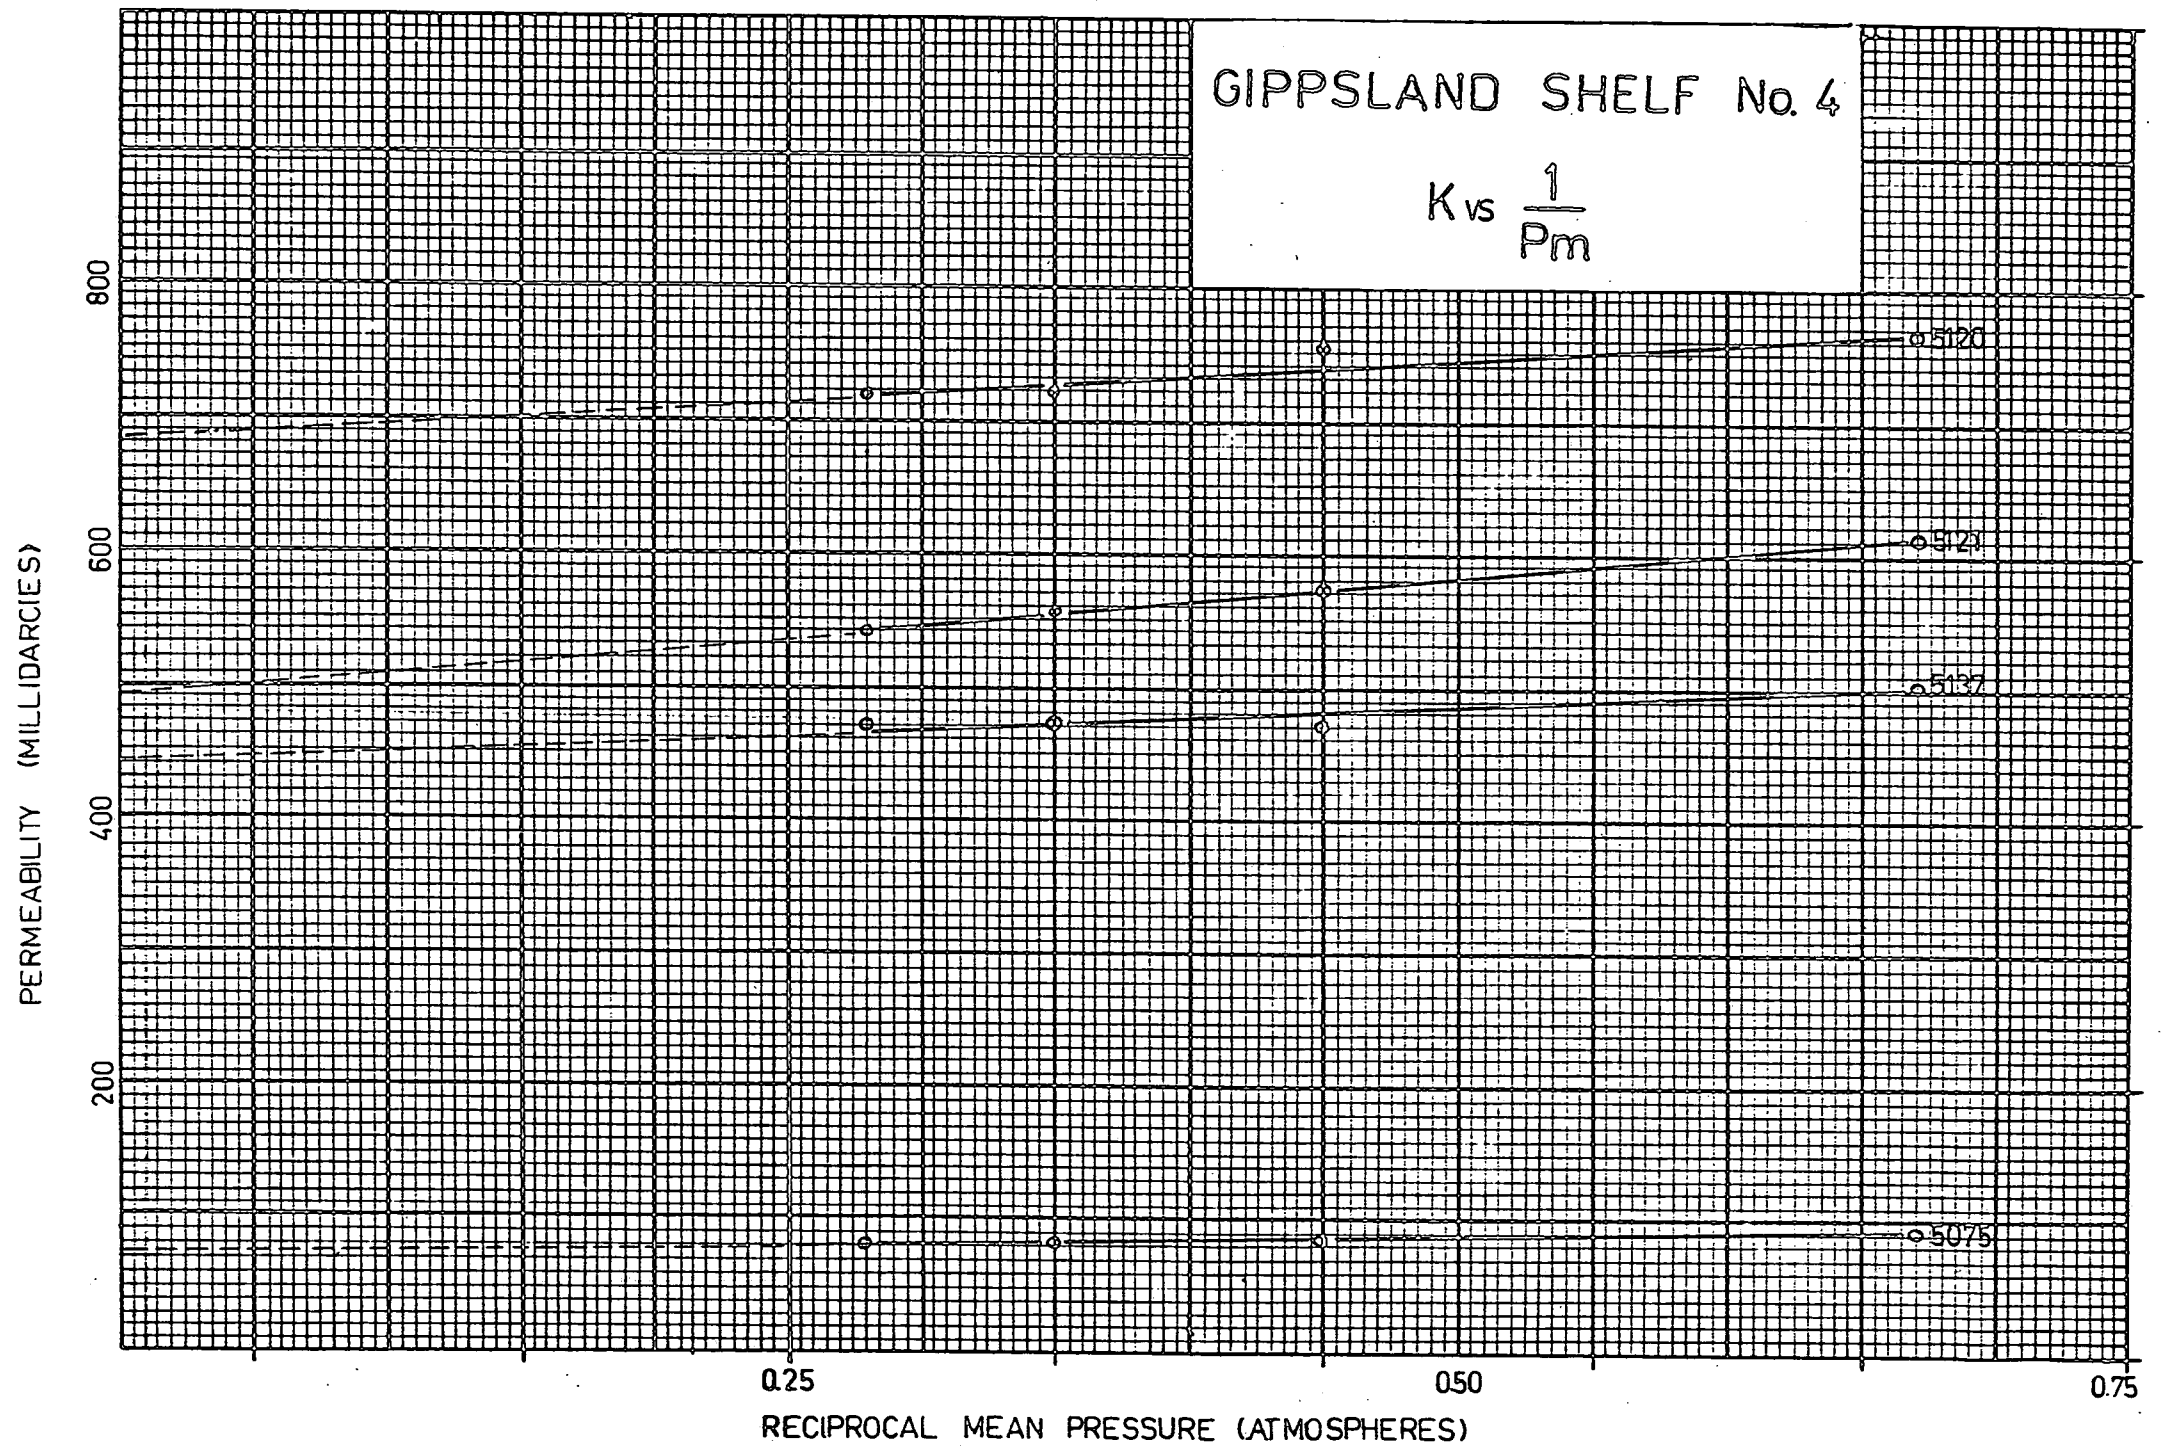 GIPPSLAND SHELF No. 4
K vs 1
Pm
800
600
400
200
PERMEABILITY (MILLIDARCIES)
5120
5121
5137
5075
0.25
0.50
0.75
RECIPROCAL MEAN PRESSURE (ATMOSPHERES)